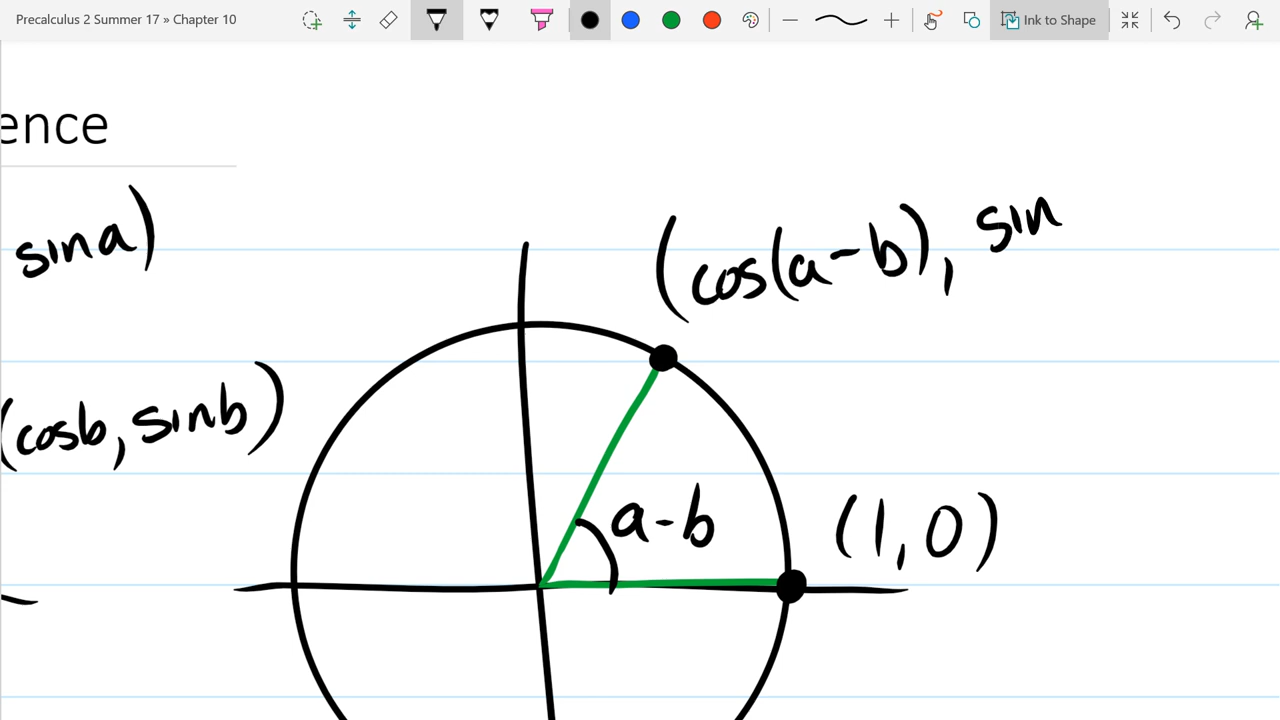 Precalculus 2 Summer 17 » Chapter 10
Ink to Shape
ence
sina)
(cos(a-b), sin
(cosb, sinb)
a-b
(1,0)